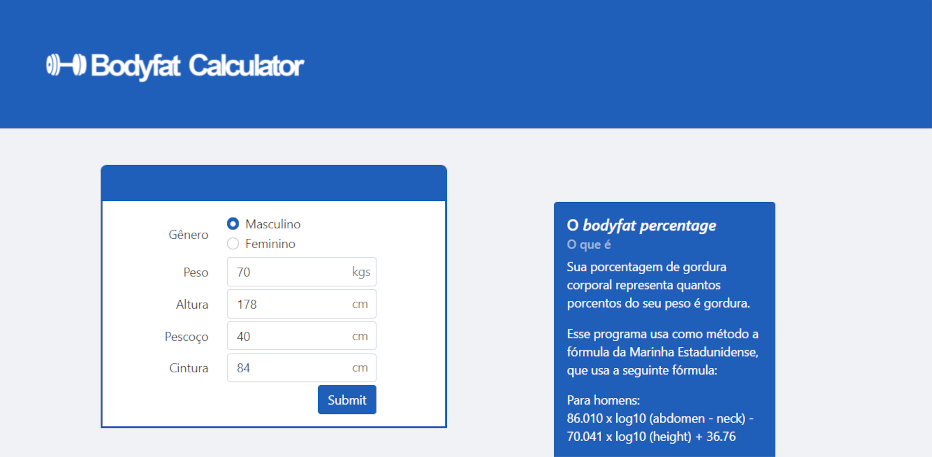 Bodyfat Calculator
Gênero
Masculino
Feminino
Peso 70 kgs
Altura 178 cm
Pescoço 40 cm
Cintura 84 cm
Submit
O bodyfat percentage
O que é
Sua porcentagem de gordura
corporal representa quantos
porcentos do seu peso é gordura.
Esse programa usa como método a
fórmula da Marinha Estadunidense,
que usa a seguinte fórmula:
Para homens:
86.010 x log10 (abdomen - neck) -
70.041 x log10 (height) + 36.76